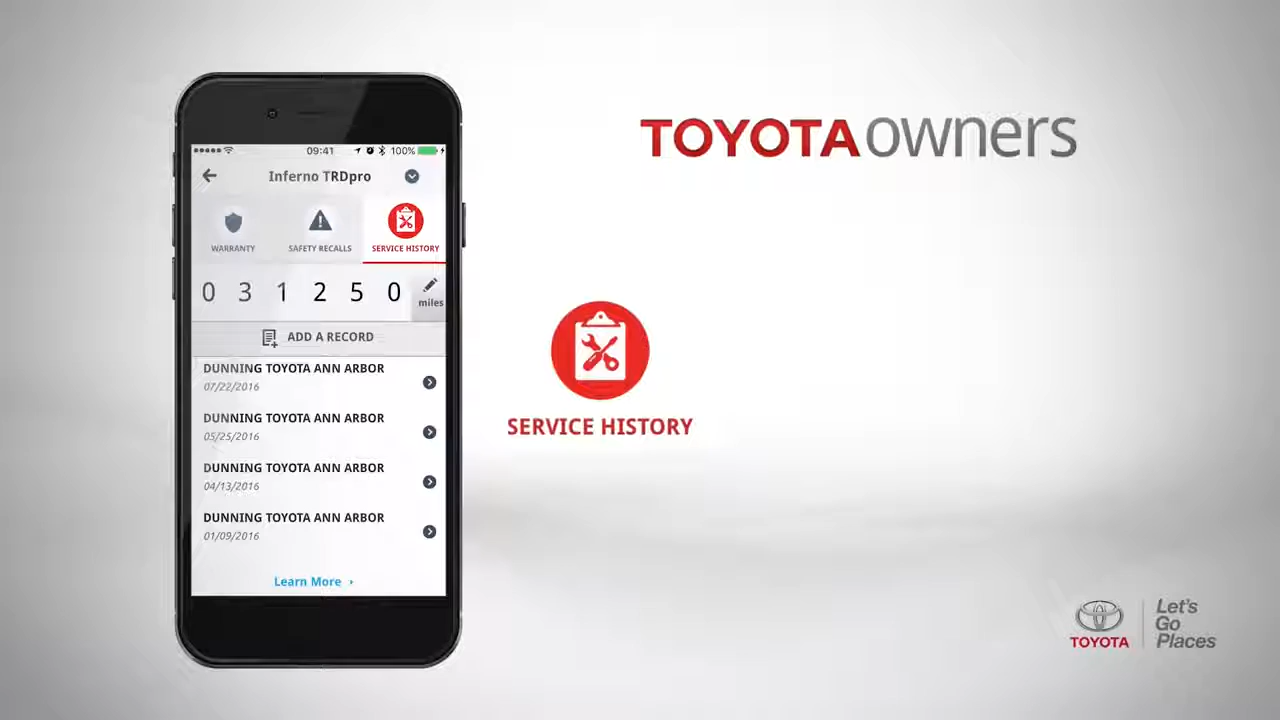 09:41
100%
Inferno TRDpro
WARRANTY
SAFETY RECALLS
SERVICE HISTORY
0 3 1 2 5 0
miles
ADD A RECORD
DUNNING TOYOTA ANN ARBOR
07/22/2016
DUNNING TOYOTA ANN ARBOR
05/25/2016
DUNNING TOYOTA ANN ARBOR
04/13/2016
DUNNING TOYOTA ANN ARBOR
01/09/2016
Learn More
TOYOTA owners
SERVICE HISTORY
TOYOTA
Let's
Go
Places